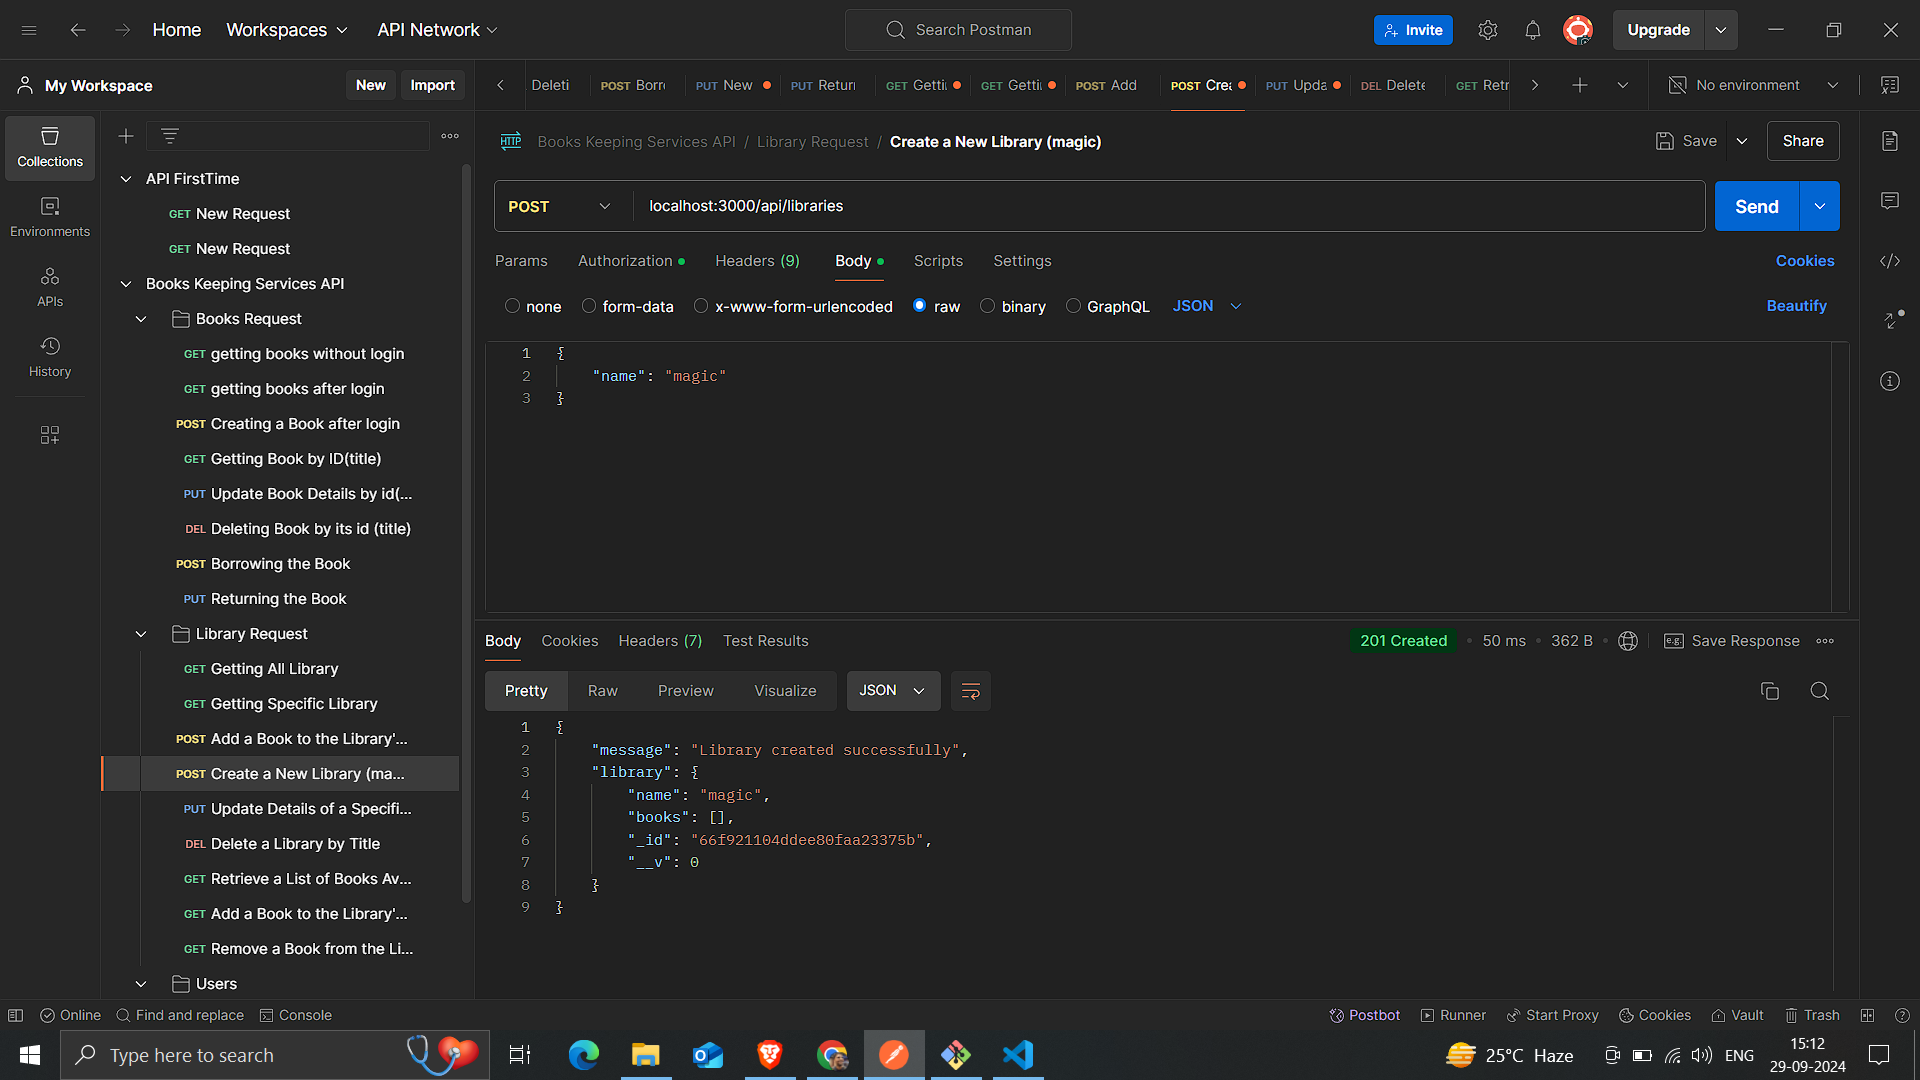 Home Workspaces API Network Search Postman Invite Upgrade
My Workspace New Import Deleti POST Borr PUT New PUT Retur GET Getti GET Getti POST Add POST Crea PUT Upda DEL Delete GET Retr No environment
Collections
Environments
APIs
History
API FirstTime
GET New Request
GET New Request
Books Keeping Services API
Books Request
GET getting books without login
GET getting books after login
POST Creating a Book after login
GET Getting Book by ID(title)
PUT Update Book Details by id(...
DEL Deleting Book by its id (title)
POST Borrowing the Book
PUT Returning the Book
Library Request
GET Getting All Library
GET Getting Specific Library
POST Add a Book to the Library'...
POST Create a New Library (ma...
PUT Update Details of a Specifi...
DEL Delete a Library by Title
GET Retrieve a List of Books Av...
GET Add a Book to the Library'...
GET Remove a Book from the Li...
Users
HTTP Books Keeping Services API / Library Request / Create a New Library (magic) Save Share
POST localhost:3000/api/libraries Send
Params Authorization Headers (9) Body Scripts Settings Cookies
none form-data x-www-form-urlencoded raw binary GraphQL JSON Beautify
1 {
2 "name": "magic"
3 }
Body Cookies Headers (7) Test Results 201 Created 50 ms 362 B e.g. Save Response
Pretty Raw Preview Visualize JSON
1 {
2 "message": "Library created successfully",
3 "library": {
4 "name": "magic",
5 "books": [],
6 "_id": "66f921104ddee80faa23375b",
7 "__v": 0
8 }
9 }
Online Find and replace Console Postbot Runner Start Proxy Cookies Vault Trash
Type here to search 25°C Haze ENG 15:12
29-09-2024